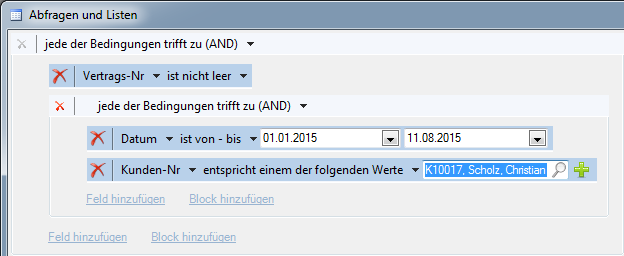 Abfragen und Listen
jede der Bedingungen trifft zu (AND)
Vertrags-Nr ist nicht leer
jede der Bedingungen trifft zu (AND)
Datum ist von - bis 01.01.2015 11.08.2015
Kunden-Nr entspricht einem der folgenden Werte K10017, Scholz, Christian
Feld hinzufügen Block hinzufügen
Feld hinzufügen Block hinzufügen